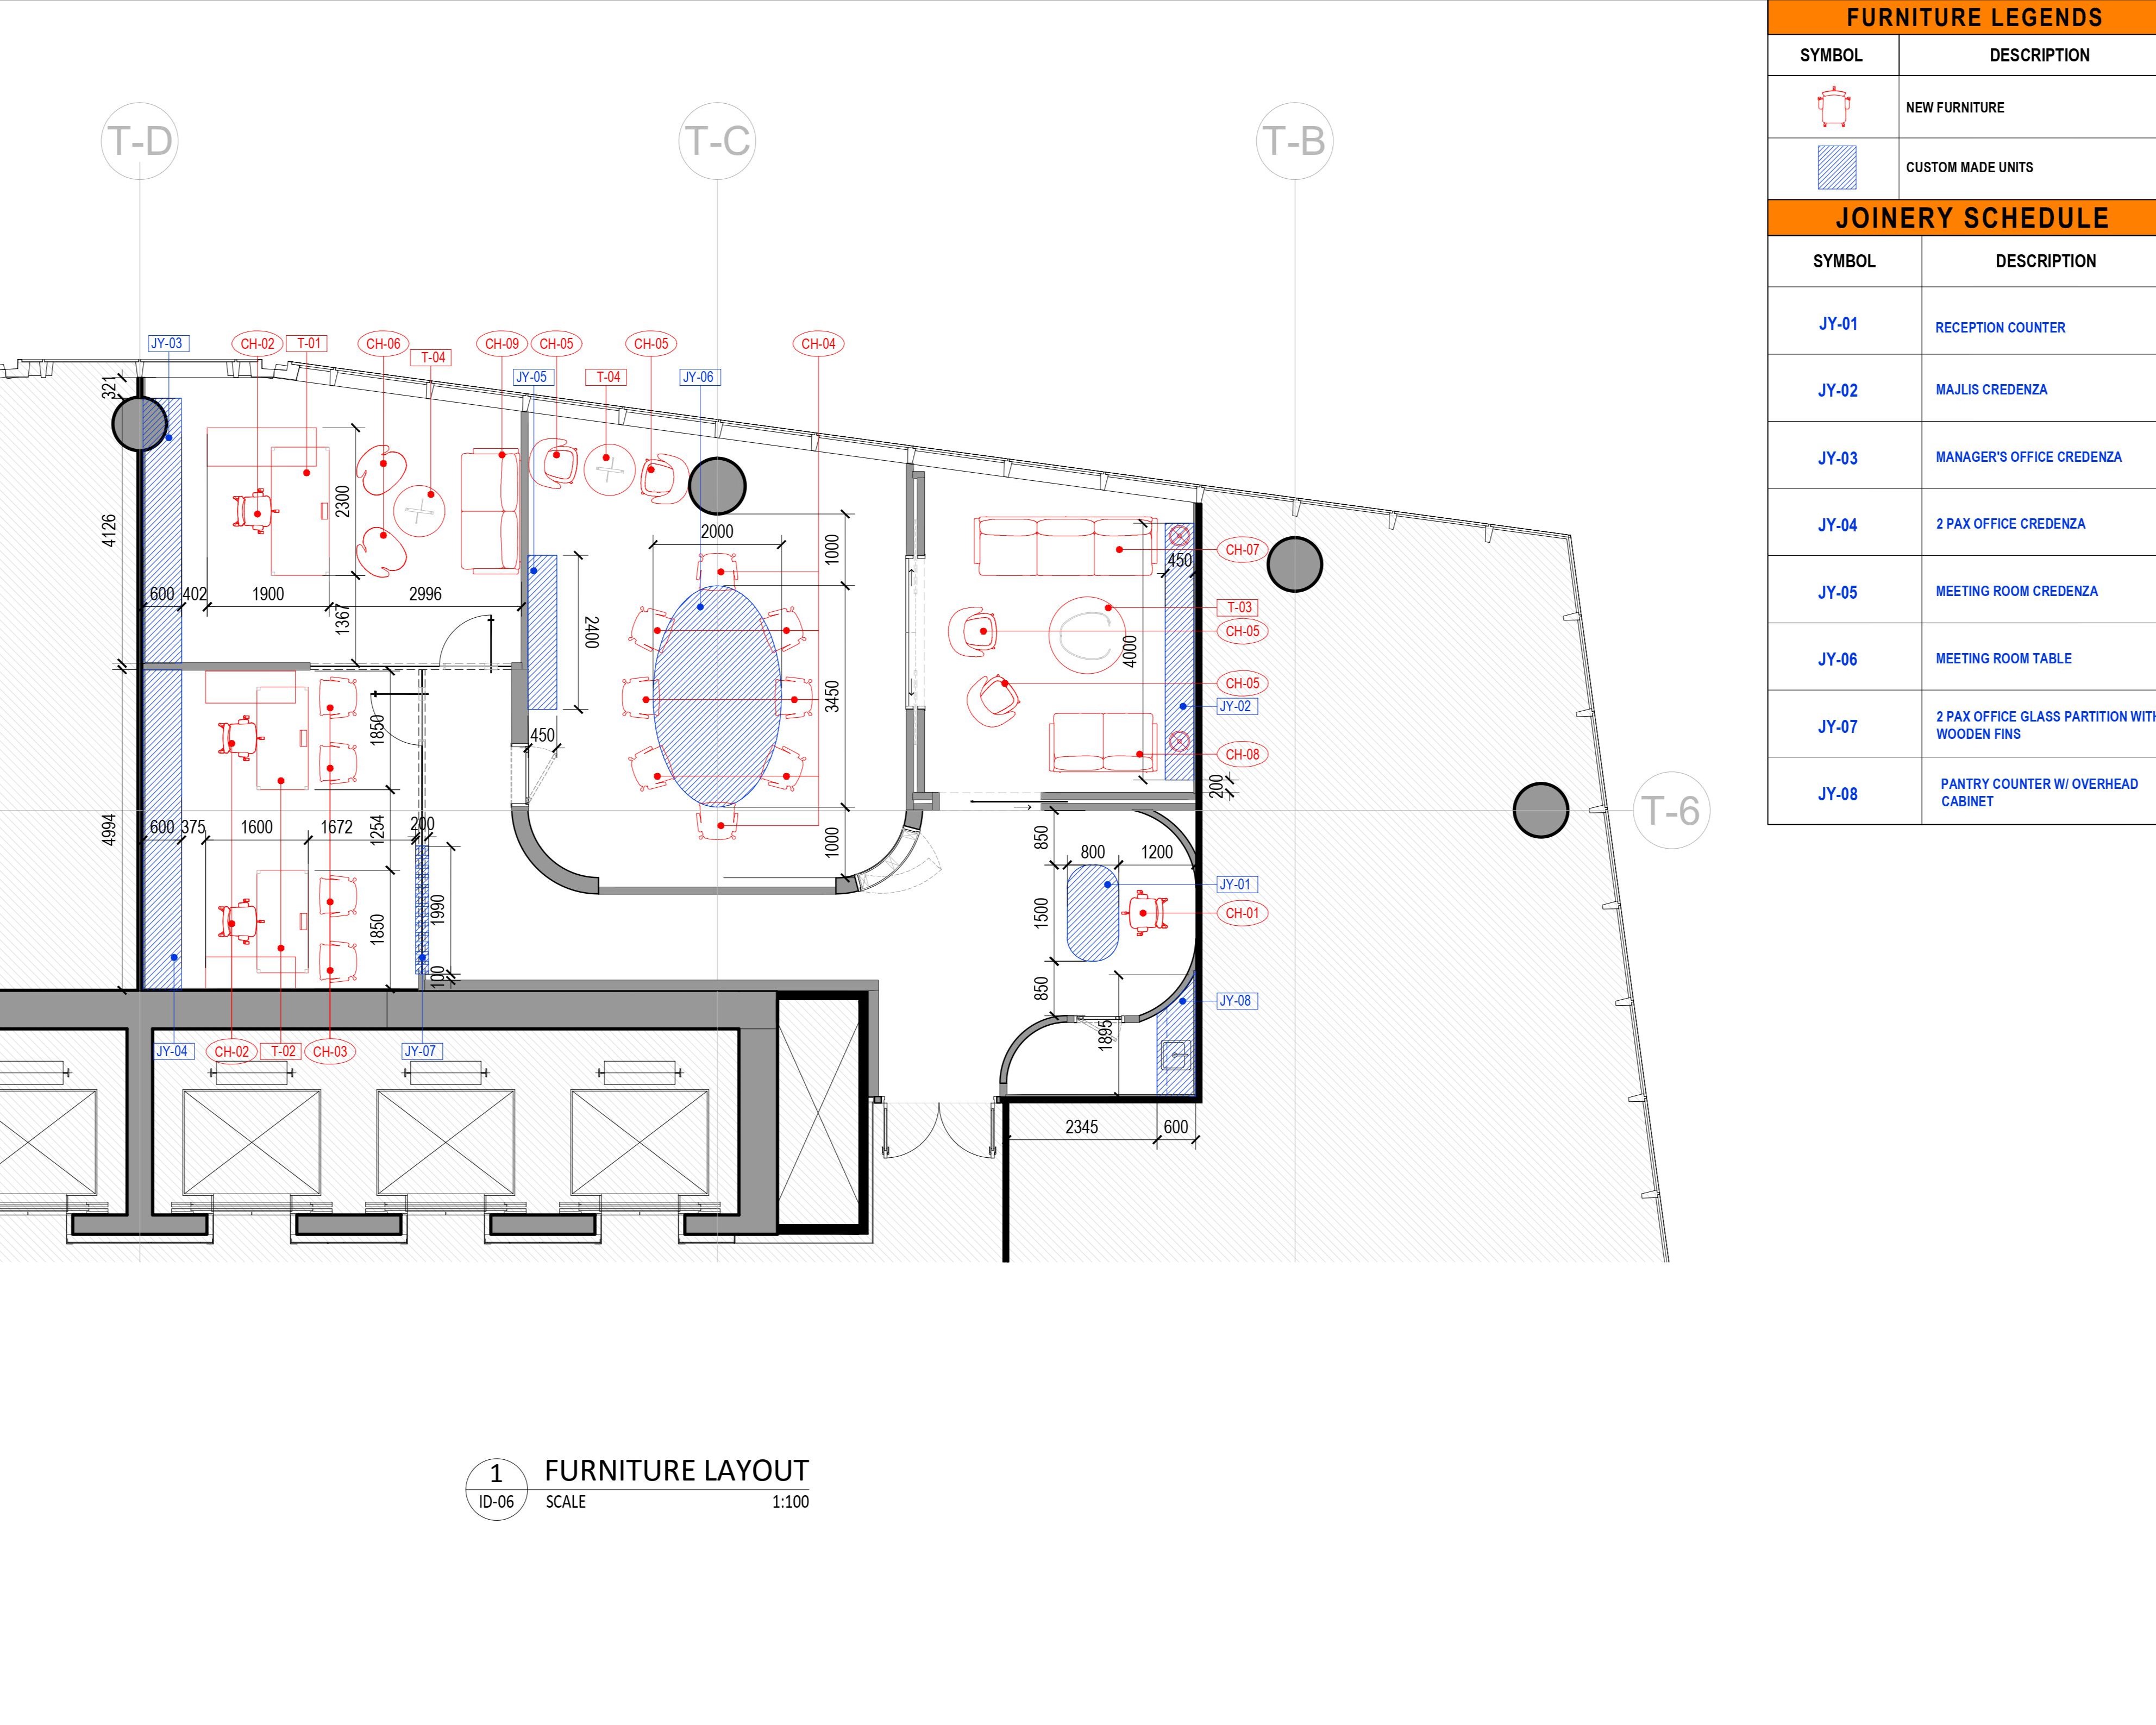 FURNITURE LEGENDS
SYMBOL DESCRIPTION
NEW FURNITURE
CUSTOM MADE UNITS
JOINERY SCHEDULE
SYMBOL DESCRIPTION
JY-01 RECEPTION COUNTER
JY-02 MAJLIS CREDENZA
JY-03 MANAGER'S OFFICE CREDENZA
JY-04 2 PAX OFFICE CREDENZA
JY-05 MEETING ROOM CREDENZA
JY-06 MEETING ROOM TABLE
JY-07 2 PAX OFFICE GLASS PARTITION WITH
WOODEN FINS
JY-08 PANTRY COUNTER W/ OVERHEAD
CABINET
T-D T-C T-B
JY-03 CH-02 T-01 CH-06 CH-09 CH-05 CH-05 CH-04
T-04
JY-05 T-04 JY-06
321
4126
2300
2000
1000
CH-07
450
600 402 1900 2996
1367
2400
T-03
CH-05
4000
CH-05
3450
JY-02
1850
450
CH-08
200
T-6
4994
600 375 1600 1672
1254
200
1000
850
800 1200
JY-01
1990
1500
CH-01
1850
100
850
JY-08
1895
JY-04 CH-02 T-02 CH-03 JY-07
2345 600
1 FURNITURE LAYOUT
ID-06 SCALE 1:100